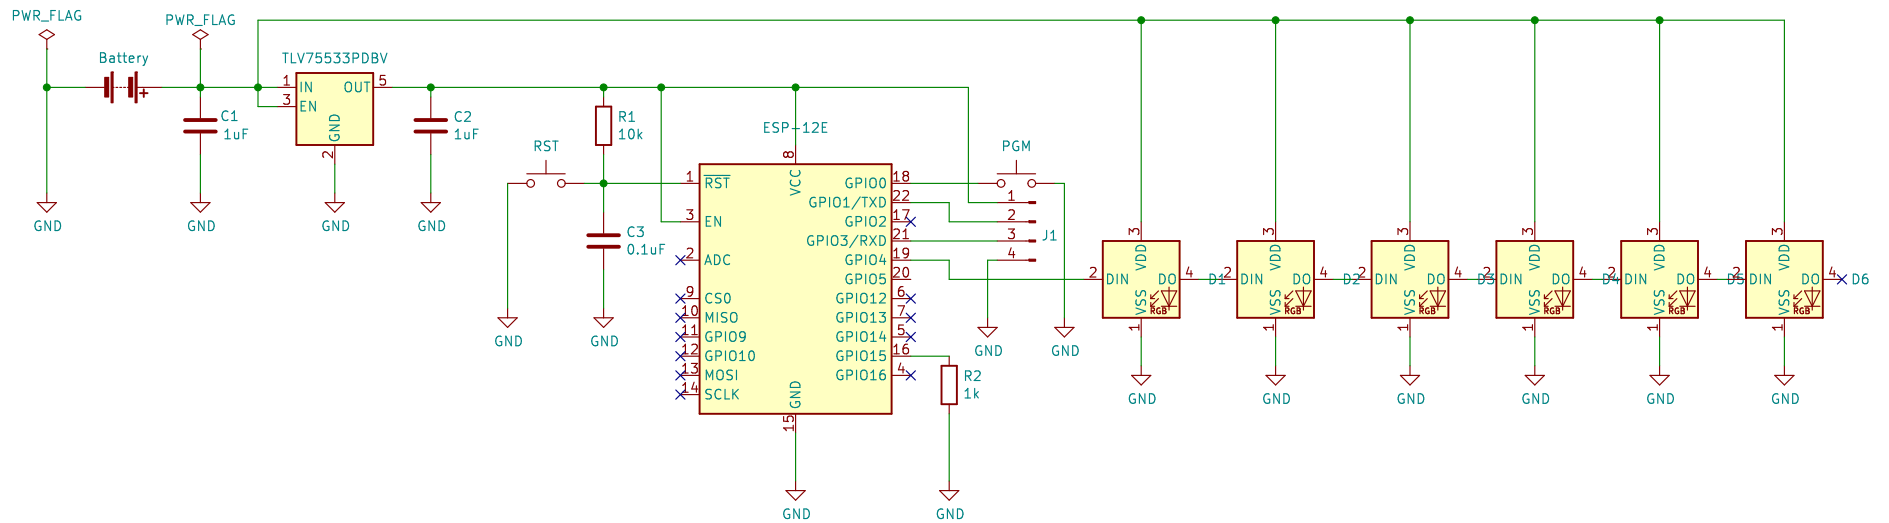 PWR_FLAG
PWR_FLAG
Battery
+
GND
C1
1uF
GND
TLV75533PDBV
1
IN
3
EN
OUT
5
GND
2
GND
C2
1uF
GND
RST
GND
R1
10k
C3
0.1uF
GND
ESP-12E
8
VCC
1
RST
3
EN
2
ADC
9
CS0
10
MISO
11
GPIO9
12
GPIO10
13
MOSI
14
SCLK
GPIO0
18
GPIO1/TXD
22
GPIO2
17
GPIO3/RXD
21
GPIO4
19
GPIO5
20
GPIO12
6
GPIO13
7
GPIO14
5
GPIO15
16
GPIO16
4
GND
15
GND
R2
1k
GND
PGM
1
2
3
4
J1
GND
GND
3
VDD
2
DIN
DO
4
VSS
RGB
1
D1
GND
3
VDD
2
DIN
DO
4
VSS
RGB
1
D2
GND
3
VDD
2
DIN
DO
4
VSS
RGB
1
D3
GND
3
VDD
2
DIN
DO
4
VSS
RGB
1
D4
GND
3
VDD
2
DIN
DO
4
VSS
RGB
1
D5
GND
3
VDD
2
DIN
DO
4
VSS
RGB
1
D6
GND